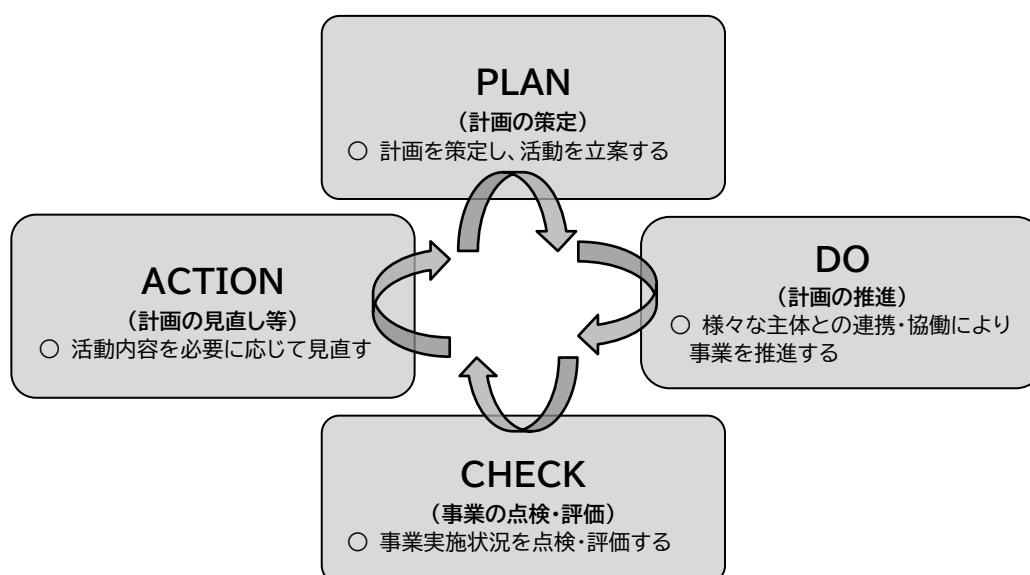 PLAN
（計画の策定）
○ 計画を策定し、活動を立案する
ACTION
（計画の見直し等）
○ 活動内容を必要に応じて見直す
DO
（計画の推進）
○ 様々な主体との連携・協働により
事業を推進する
CHECK
（事業の点検・評価）
○ 事業実施状況を点検・評価する